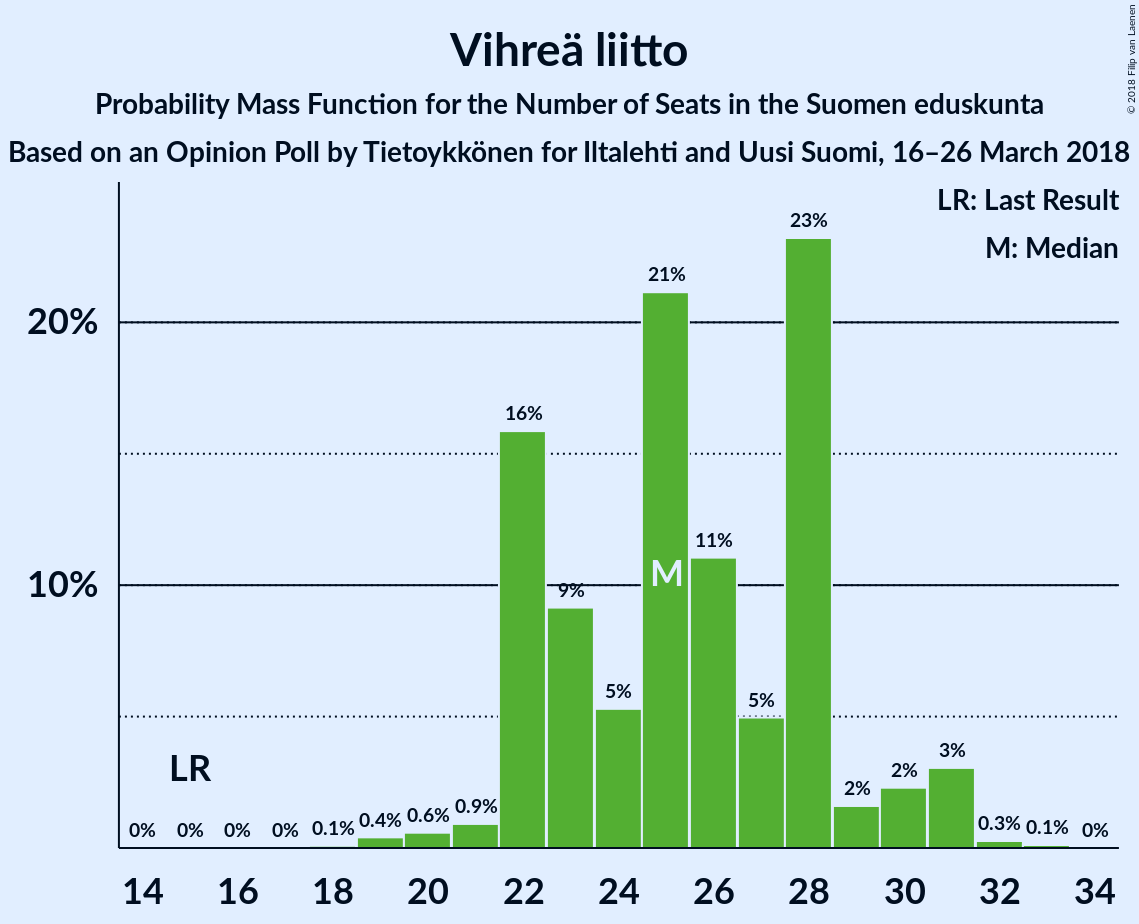 Vihreä liitto
Probability Mass Function for the Number of Seats in the Suomen eduskunta
Based on an Opinion Poll by Tietoykkönen for Iltalehti and Uusi Suomi, 16–26 March 2018
© 2018 Filip van Laenen
LR: Last Result
M: Median
20%
10%
LR
M
0% 0% 0% 0% 0.1% 0.4% 0.6% 0.9% 16% 9% 5% 21% 11% 5% 23% 2% 2% 3% 0.3% 0.1% 0%
14 16 18 20 22 24 26 28 30 32 34